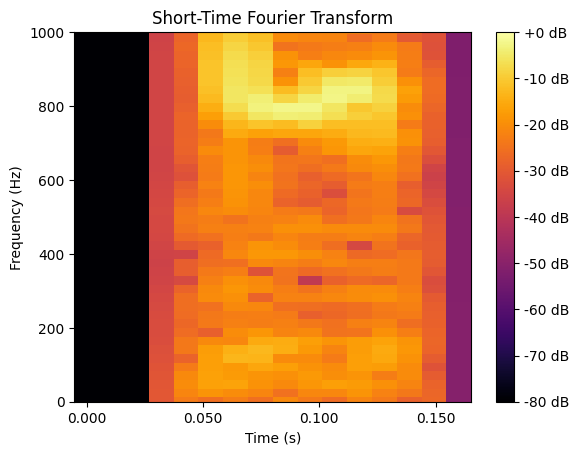 Short-Time Fourier Transform
1000
800
600
400
200
0
Frequency (Hz)
0.000
0.050
0.100
0.150
Time (s)
+0 dB
-10 dB
-20 dB
-30 dB
-40 dB
-50 dB
-60 dB
-70 dB
-80 dB